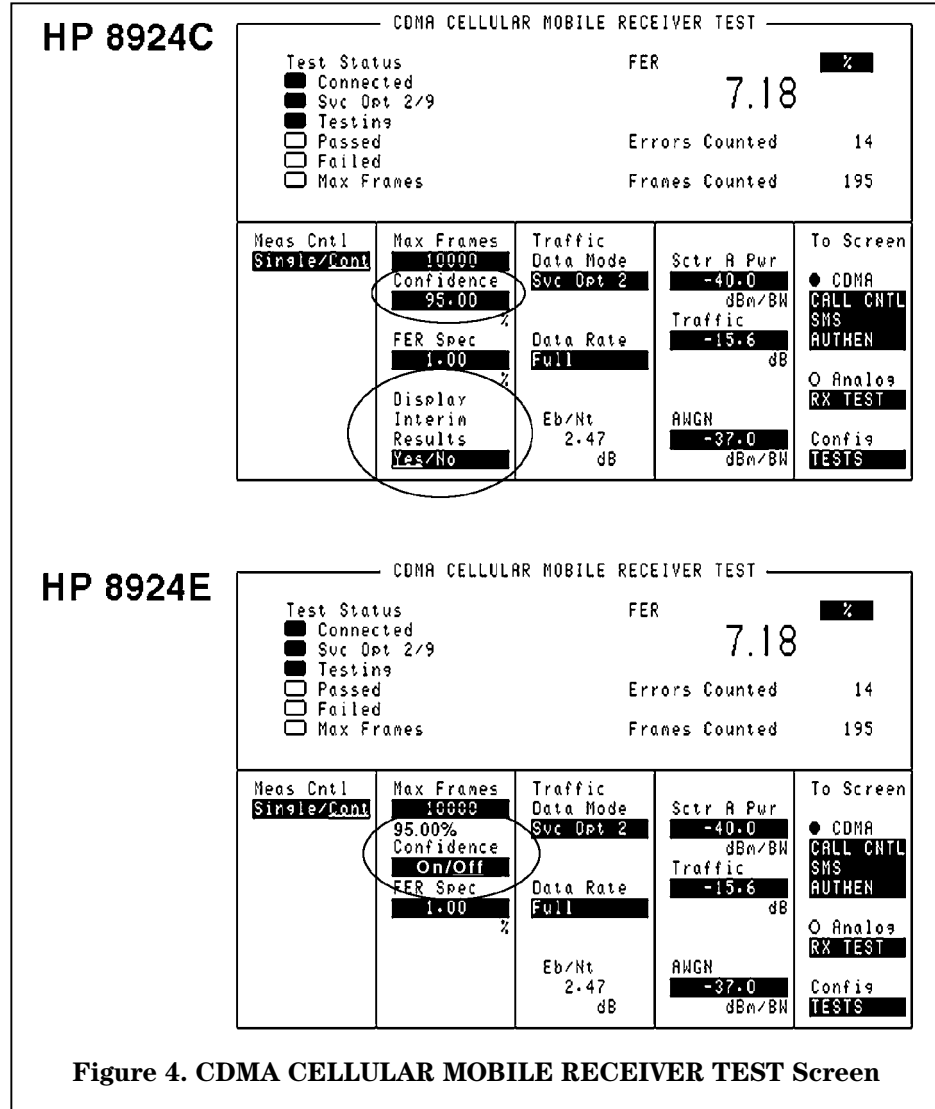 HP 8924C
CDMA CELLULAR MOBILE RECEIVER TEST
Test Status
Connected
Svc Opt 2/9
Testing
Passed
Failed
Max Frames
FER %
7.18
Errors Counted 14
Frames Counted 195
Meas Cntl
Single/Cont
Max Frames
10000
Confidence
95.00
%
FER Spec
1.00
%
Display
Interim
Results
Yes/No
Traffic
Data Mode
Svc Opt 2
Data Rate
Full
Eb/Nt
2.47
dB
Sctr A Pwr
-40.0
dBm/BW
Traffic
-15.6
dB
AWGN
-37.0
dBm/BW
To Screen
CDMA
CALL CNTL
SMS
AUTHEN
Analog
RX TEST
Config
TESTS
HP 8924E
CDMA CELLULAR MOBILE RECEIVER TEST
Test Status
Connected
Svc Opt 2/9
Testing
Passed
Failed
Max Frames
FER %
7.18
Errors Counted 14
Frames Counted 195
Meas Cntl
Single/Cont
Max Frames
10000
95.00%
Confidence
On/Off
FER Spec
1.00
%
Traffic
Data Mode
Svc Opt 2
Data Rate
Full
Eb/Nt
2.47
dB
Sctr A Pwr
-40.0
dBm/BW
Traffic
-15.6
dB
AWGN
-37.0
dBm/BW
To Screen
CDMA
CALL CNTL
SMS
AUTHEN
Analog
RX TEST
Config
TESTS
Figure 4. CDMA CELLULAR MOBILE RECEIVER TEST Screen